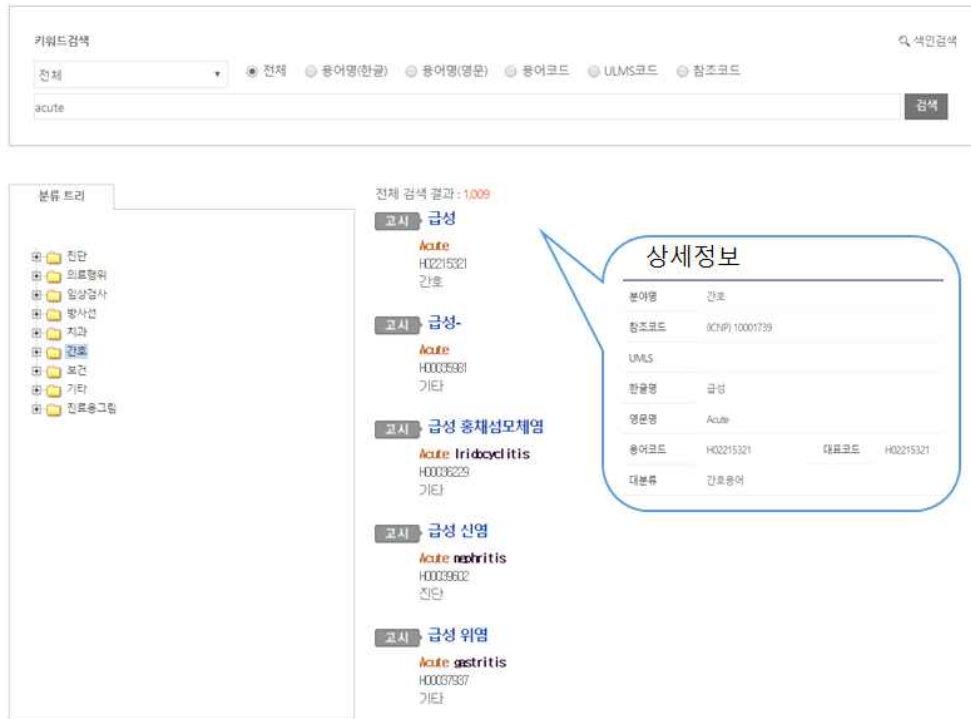 키워드검색
색인검색
전체 전체 용어명(한글) 용어명(영문) 용어코드 ULMS코드 참조코드
acute 검색
분류 트리
진단
의료행위
임상검사
방사선
치과
간호
보건
기타
진료용그림
전체 검색 결과 : 1,009
고시 급성
Acute
H02215321
간호
고시 급성-
Acute
H00035981
기타
고시 급성 홍채섬모체염
Acute Iridocyclitis
H00036229
기타
고시 급성 신염
Acute nephritis
H00039602
진단
고시 급성 위염
Acute gastritis
H00037937
기타
상세정보
분야명 간호
참조코드 (ICNP) 10001739
UMLS
한글명 급성
영문명 Acute
용어코드 H02215321 대표코드 H02215321
대분류 간호용어